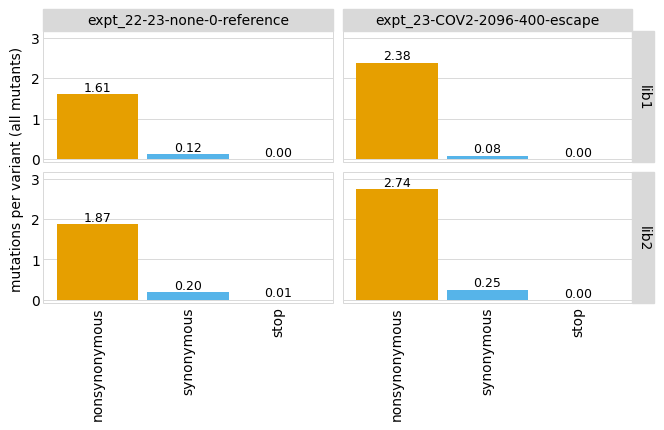 expt_22-23-none-0-reference
expt_23-COV2-2096-400-escape
mutations per variant (all mutants)
3
2
1
0
1.61
0.12
0.00
2.38
0.08
0.00
lib1
3
2
1
0
1.87
0.20
0.01
2.74
0.25
0.00
lib2
nonsynonymous
synonymous
stop
nonsynonymous
synonymous
stop